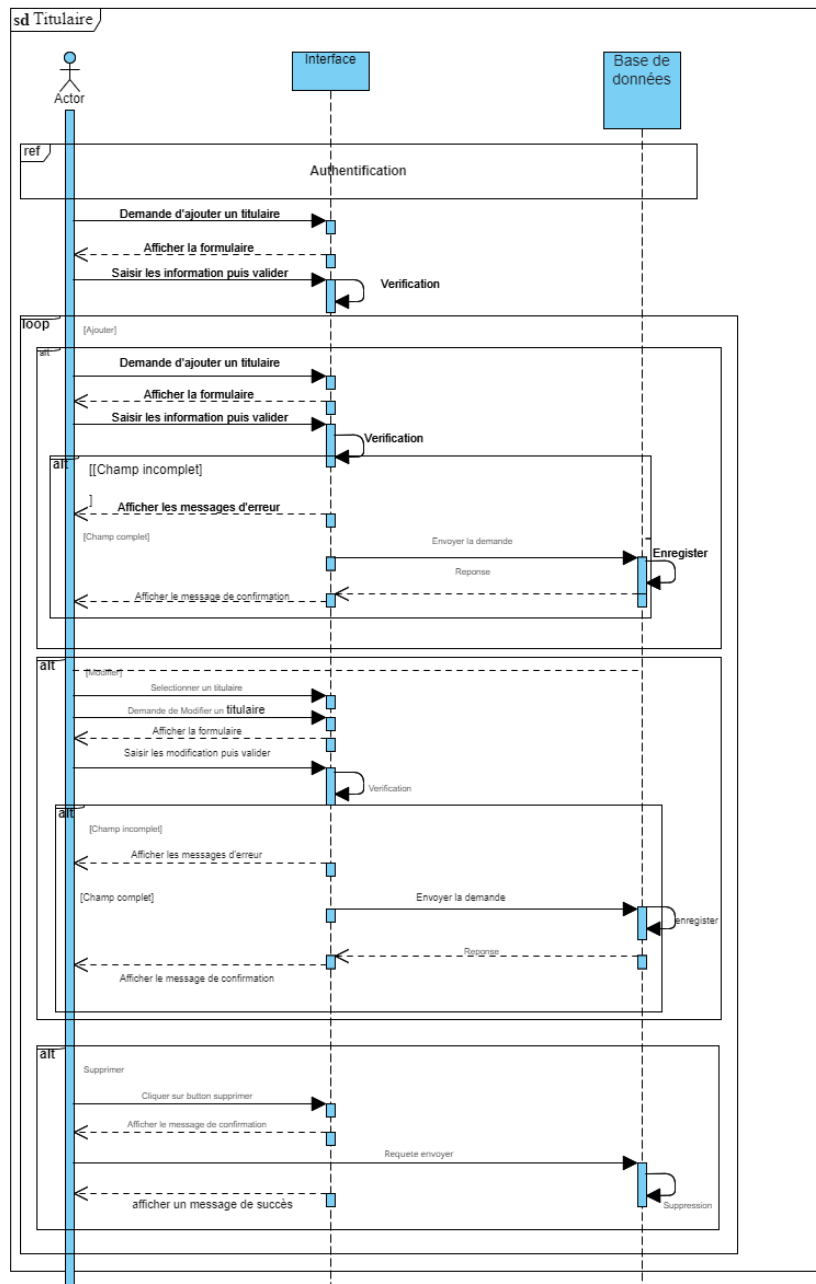 sd Titulaire
Actor
Interface
Base de
données
ref
Authentification
Demande d'ajouter un titulaire
Afficher la formulaire
Saisir les information puis valider
Verification
loop
[Ajouter]
alt
Demande d'ajouter un titulaire
Afficher la formulaire
Saisir les information puis valider
Verification
alt
[[Champ incomplet]
]
Afficher les messages d'erreur
[Champ complet]
Envoyer la demande
Enregister
Reponse
Afficher le message de confirmation
alt
[Modifier]
Selectionner un titulaire
Demande de Modifier un titulaire
Afficher la formulaire
Saisir les modification puis valider
Verification
alt
[Champ incomplet]
Afficher les messages d'erreur
[Champ complet]
Envoyer la demande
enregister
Reponse
Afficher le message de confirmation
alt
Supprimer
Cliquer sur button supprimer
Afficher le message de confirmation
Requete envoyer
Suppression
afficher un message de succès